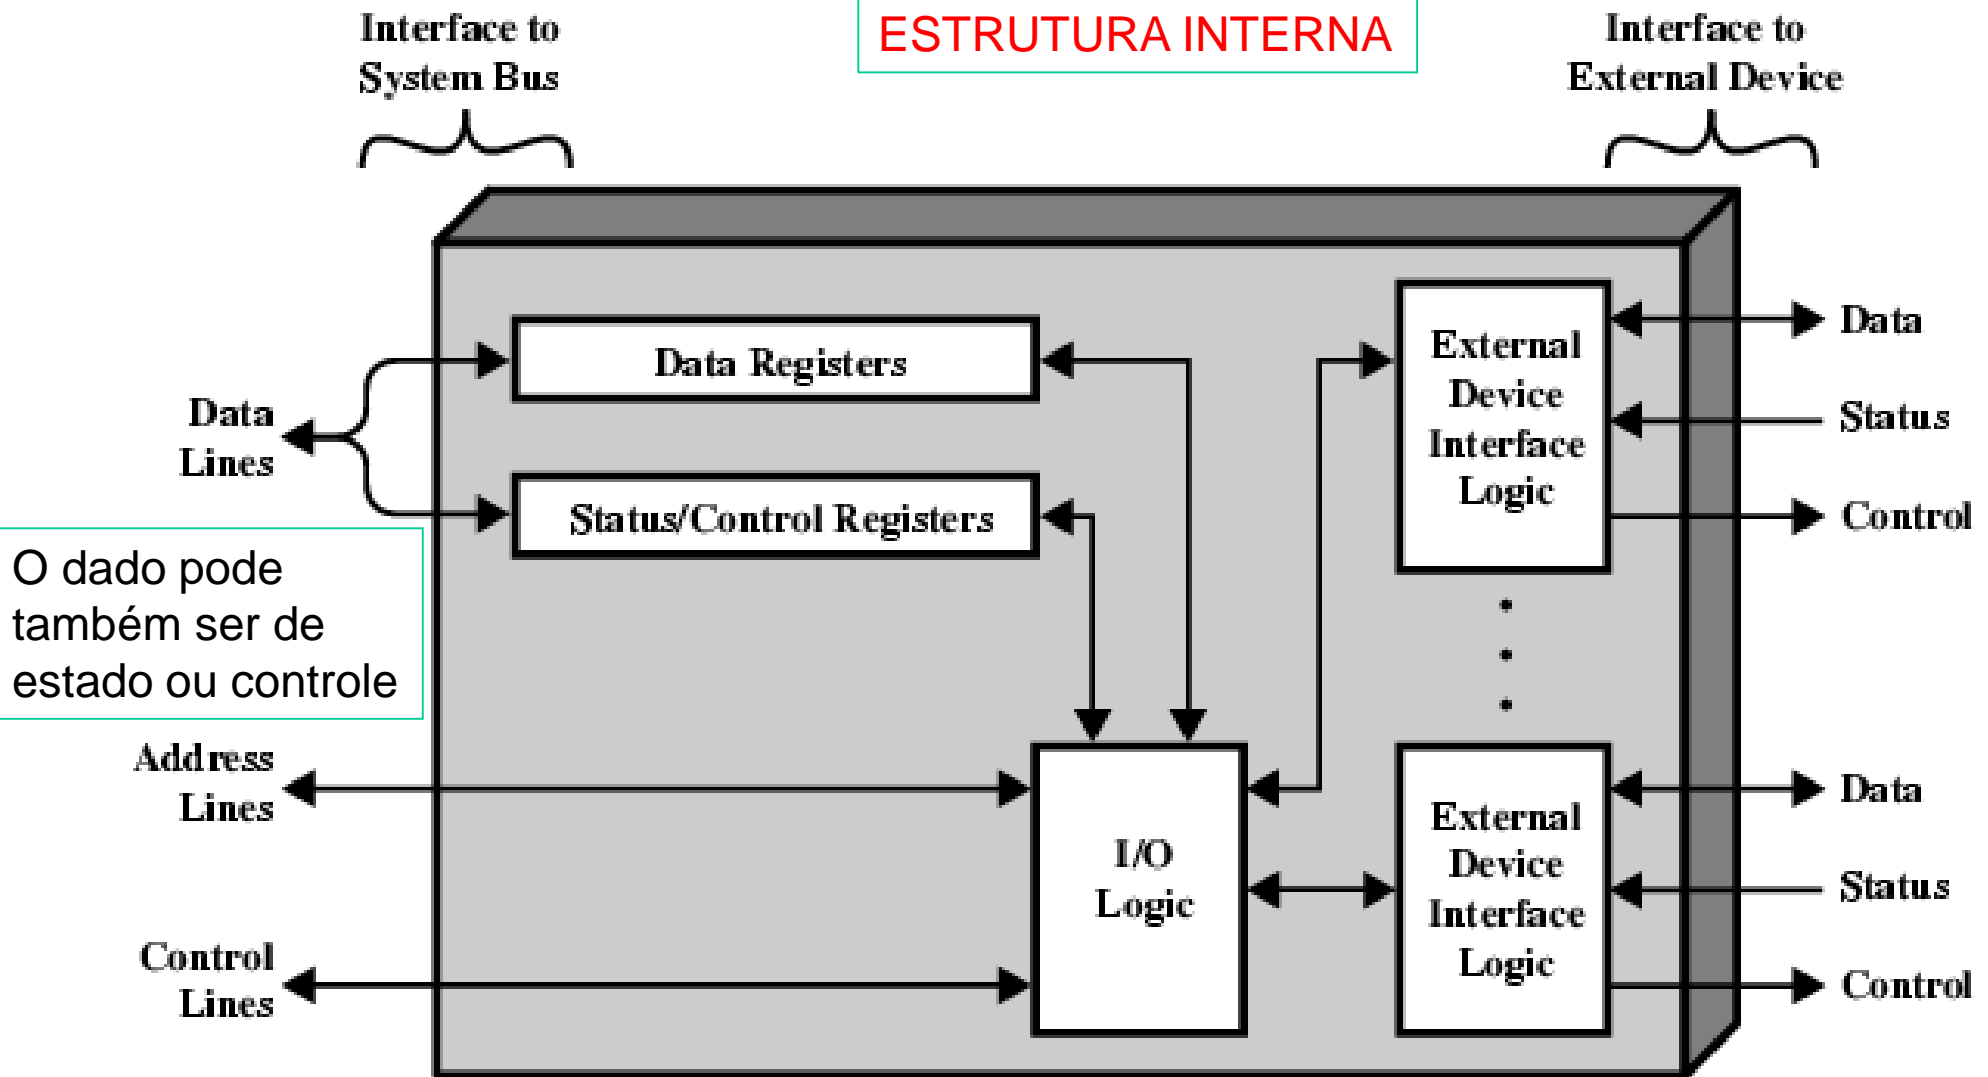 Interface to
System Bus
ESTRUTURA INTERNA
Interface to
External Device
Data Registers
Data
Lines
Status/Control Registers
External
Device
Interface
Logic
Data
Status
Control
O dado pode
também ser de
estado ou controle
Address
Lines
Control
Lines
I/O
Logic
External
Device
Interface
Logic
Data
Status
Control